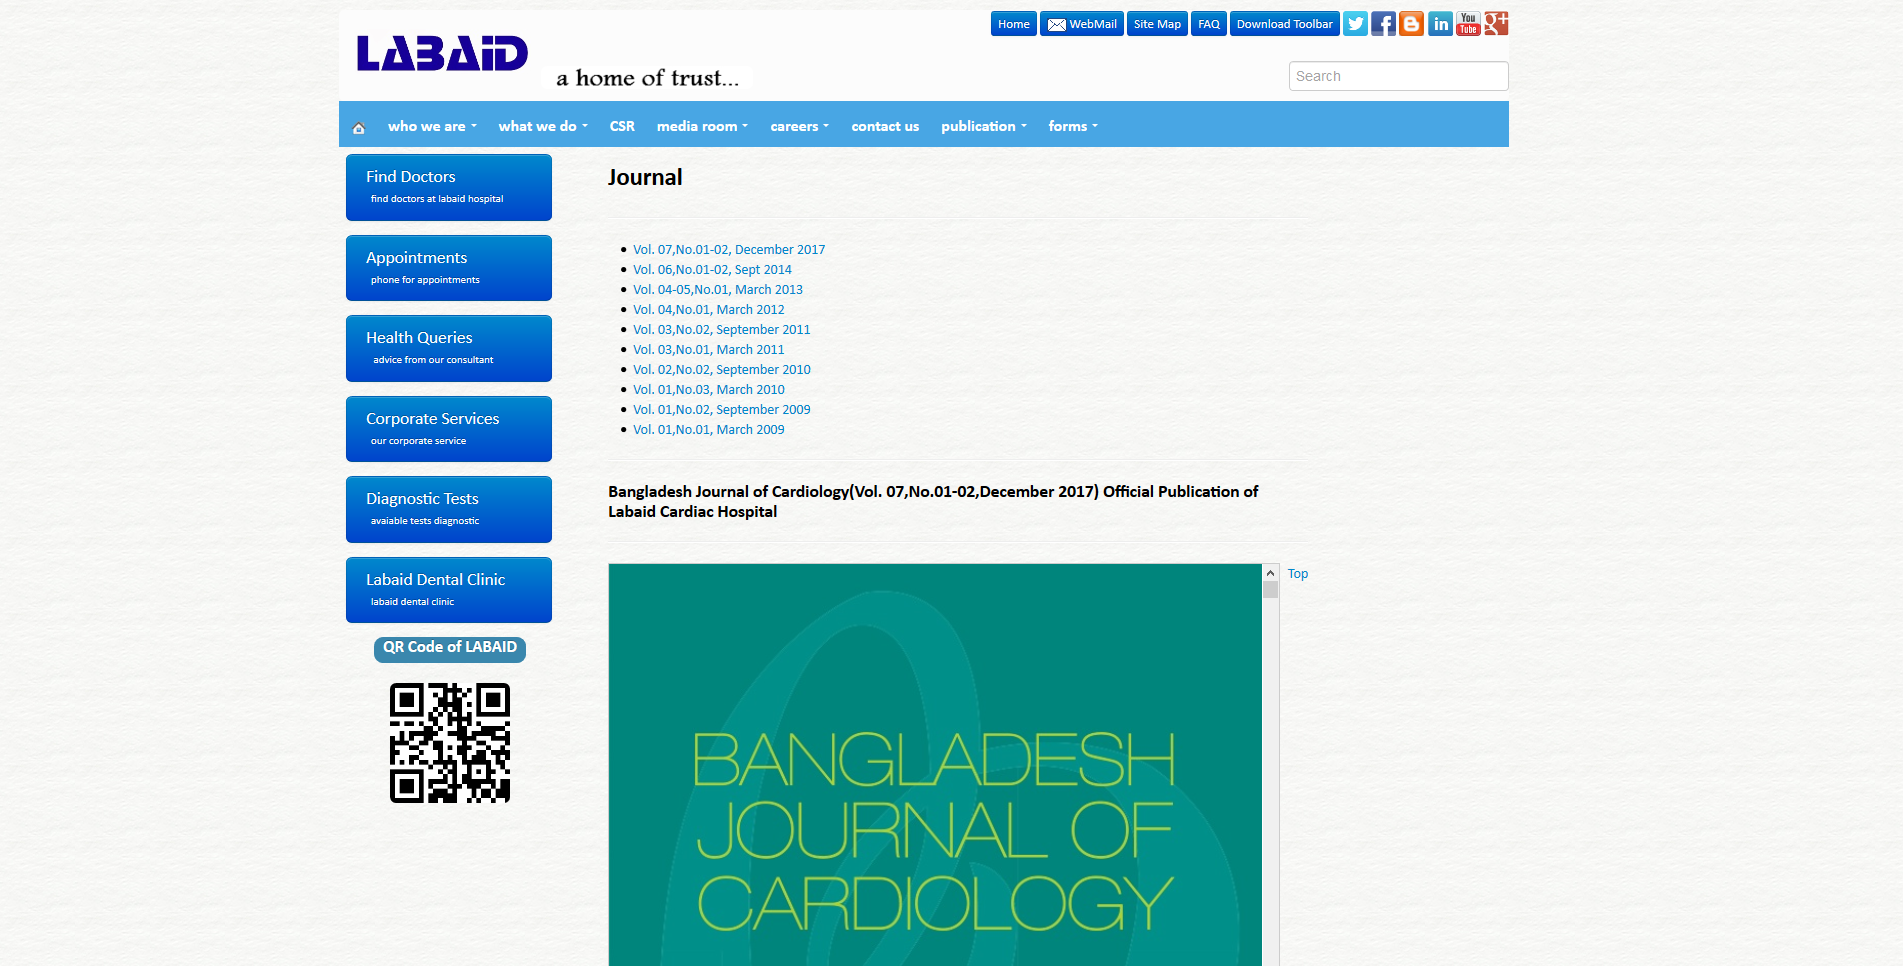 Home WebMail Site Map FAQ Download Toolbar
You Tube
LABAID
a home of trust...
Search
who we are what we do CSR media room careers contact us publication forms
Find Doctors
find doctors at labaid hospital
Appointments
phone for appointments
Health Queries
advice from our consultant
Corporate Services
our corporate service
Diagnostic Tests
avaiable tests diagnostic
Labaid Dental Clinic
labaid dental clinic
QR Code of LABAID
Journal
Vol. 07,No.01-02, December 2017
Vol. 06,No.01-02, Sept 2014
Vol. 04-05,No.01, March 2013
Vol. 04,No.01, March 2012
Vol. 03,No.02, September 2011
Vol. 03,No.01, March 2011
Vol. 02,No.02, September 2010
Vol. 01,No.03, March 2010
Vol. 01,No.02, September 2009
Vol. 01,No.01, March 2009
Bangladesh Journal of Cardiology(Vol. 07,No.01-02,December 2017) Official Publication of
Labaid Cardiac Hospital
Top
BANGLADESH
JOURNAL OF
CARDIOLOGY